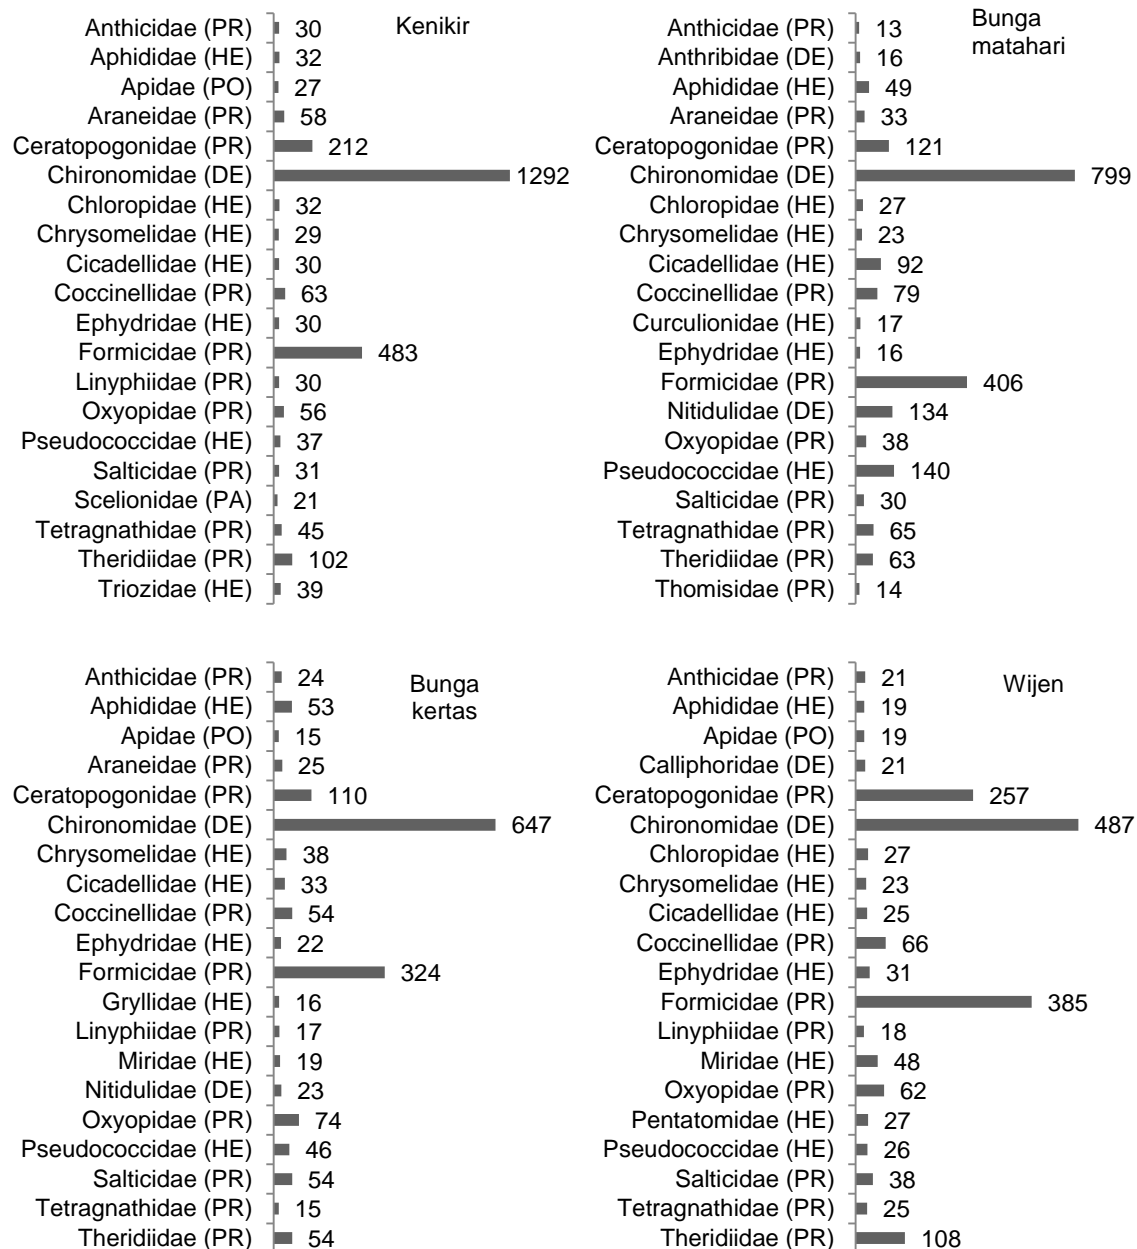 Kenikir
Anthicidae (PR) 30
Aphididae (HE) 32
Apidae (PO) 27
Araneidae (PR) 58
Ceratopogonidae (PR) 212
Chironomidae (DE) 1292
Chloropidae (HE) 32
Chrysomelidae (HE) 29
Cicadellidae (HE) 30
Coccinellidae (PR) 63
Ephydridae (HE) 30
Formicidae (PR) 483
Linyphiidae (PR) 30
Oxyopidae (PR) 56
Pseudococcidae (HE) 37
Salticidae (PR) 31
Scelionidae (PA) 21
Tetragnathidae (PR) 45
Theridiidae (PR) 102
Triozidae (HE) 39
Bunga
matahari
Anthicidae (PR) 13
Anthribidae (DE) 16
Aphididae (HE) 49
Araneidae (PR) 33
Ceratopogonidae (PR) 121
Chironomidae (DE) 799
Chloropidae (HE) 27
Chrysomelidae (HE) 23
Cicadellidae (HE) 92
Coccinellidae (PR) 79
Curculionidae (HE) 17
Ephydridae (HE) 16
Formicidae (PR) 406
Nitidulidae (DE) 134
Oxyopidae (PR) 38
Pseudococcidae (HE) 140
Salticidae (PR) 30
Tetragnathidae (PR) 65
Theridiidae (PR) 63
Thomisidae (PR) 14
Bunga
kertas
Anthicidae (PR) 24
Aphididae (HE) 53
Apidae (PO) 15
Araneidae (PR) 25
Ceratopogonidae (PR) 110
Chironomidae (DE) 647
Chrysomelidae (HE) 38
Cicadellidae (HE) 33
Coccinellidae (PR) 54
Ephydridae (HE) 22
Formicidae (PR) 324
Gryllidae (HE) 16
Linyphiidae (PR) 17
Miridae (HE) 19
Nitidulidae (DE) 23
Oxyopidae (PR) 74
Pseudococcidae (HE) 46
Salticidae (PR) 54
Tetragnathidae (PR) 15
Theridiidae (PR) 54
Wijen
Anthicidae (PR) 21
Aphididae (HE) 19
Apidae (PO) 19
Calliphoridae (DE) 21
Ceratopogonidae (PR) 257
Chironomidae (DE) 487
Chloropidae (HE) 27
Chrysomelidae (HE) 23
Cicadellidae (HE) 25
Coccinellidae (PR) 66
Ephydridae (HE) 31
Formicidae (PR) 385
Linyphiidae (PR) 18
Miridae (HE) 48
Oxyopidae (PR) 62
Pentatomidae (HE) 27
Pseudococcidae (HE) 26
Salticidae (PR) 38
Tetragnathidae (PR) 25
Theridiidae (PR) 108